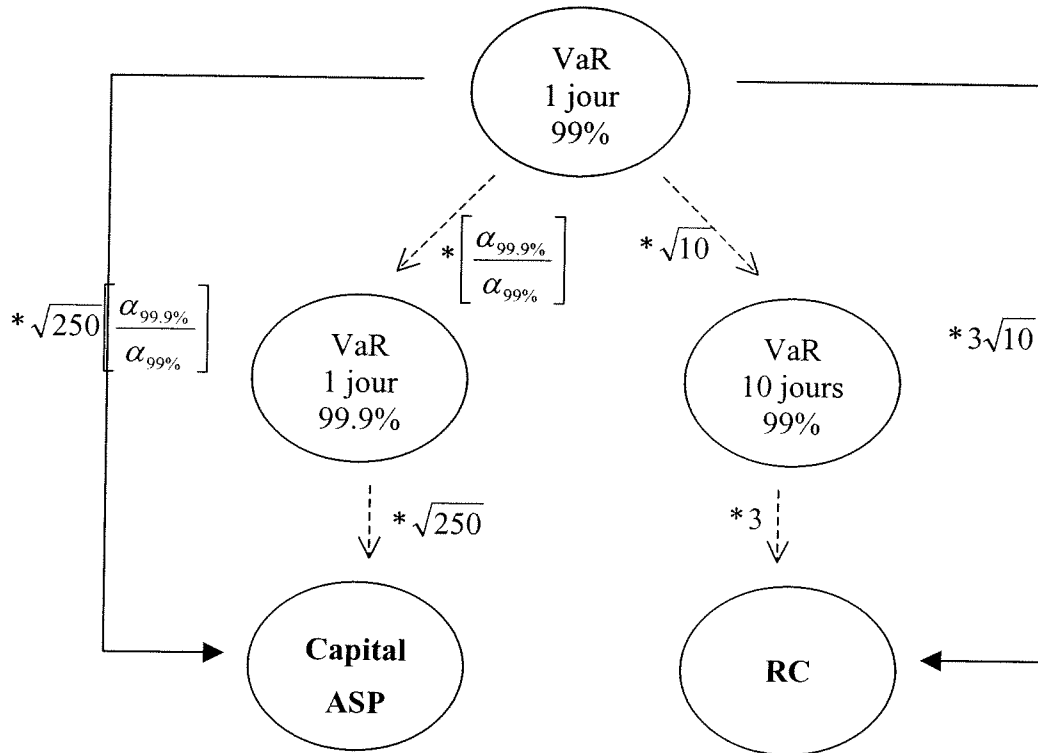 VaR
1 jour
99%
*[α99.9% / α99%]
*√10
*√250[α99.9% / α99%]
VaR
1 jour
99.9%
VaR
10 jours
99%
*3√10
*√250
*3
Capital
ASP
RC